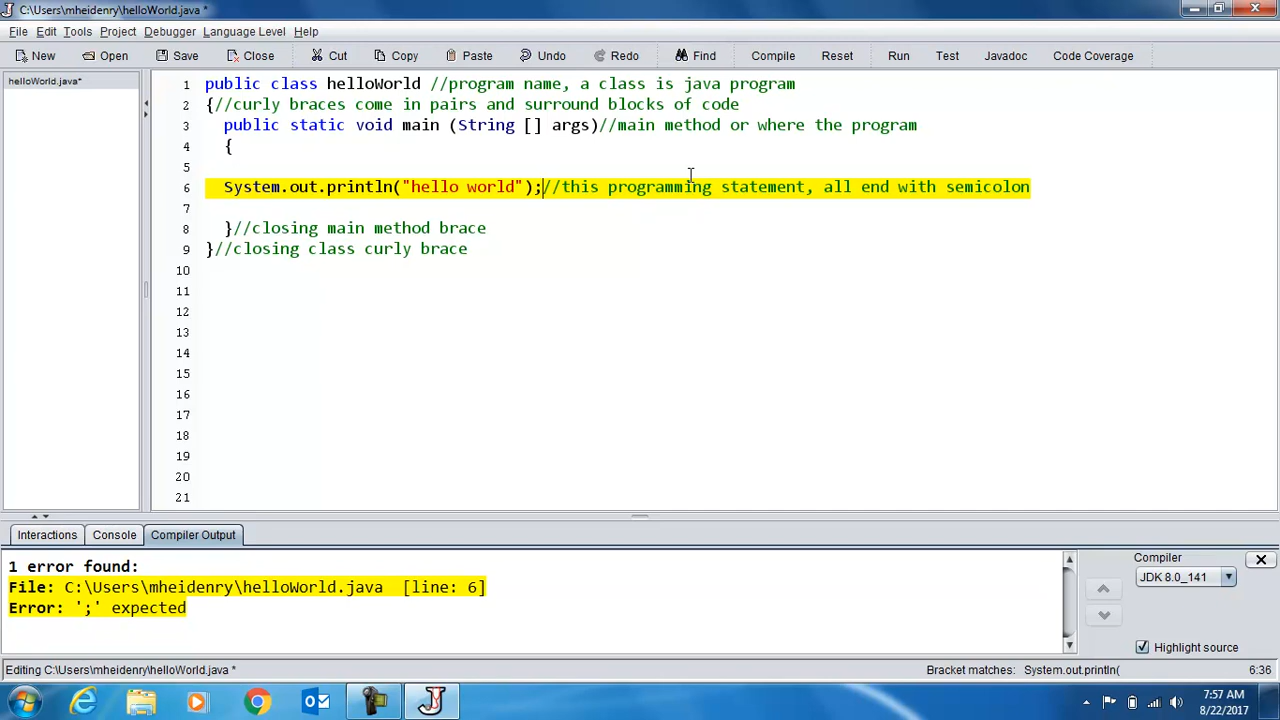 C:\Users\mheidenry\helloWorld.java *
File Edit Tools Project Debugger Language Level Help
New Open Save Close Cut Copy Paste Undo Redo Find Compile Reset Run Test Javadoc Code Coverage
helloWorld.java*
1 public class helloWorld //program name, a class is java program
2 {//curly braces come in pairs and surround blocks of code
3 public static void main (String [] args)//main method or where the program
4 {
5
6 System.out.println("hello world");//this programming statement, all end with semicolon
7
8 }//closing main method brace
9 }//closing class curly brace
10
11
12
13
14
15
16
17
18
19
20
21
Interactions Console Compiler Output
1 error found:
File: C:\Users\mheidenry\helloWorld.java [line: 6]
Error: ';' expected
Compiler
JDK 8.0_141
Highlight source
Editing C:\Users\mheidenry\helloWorld.java * Bracket matches: System.out.println( 6:36
7:57 AM
8/22/2017